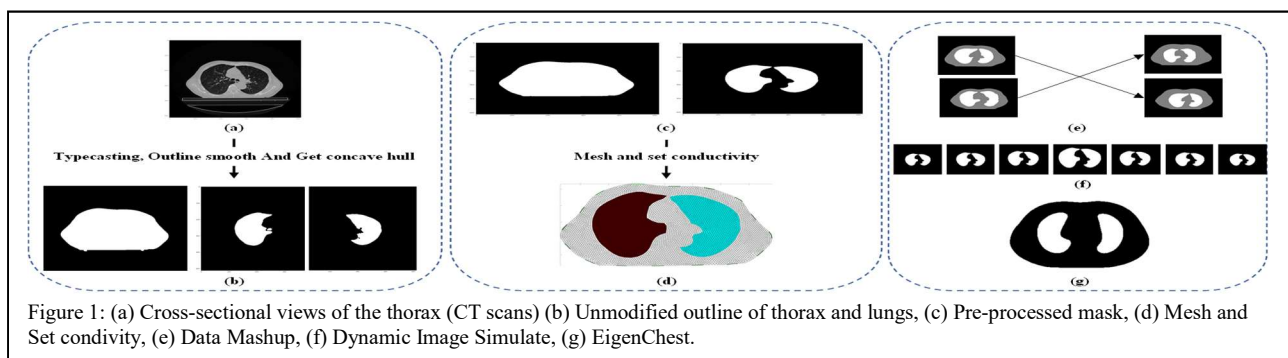 (a)
Typecasting, Outline smooth And Get concave hull
(b)
(c)
Mesh and set conductivity
(d)
(e)
(f)
(g)
Figure 1: (a) Cross-sectional views of the thorax (CT scans) (b) Unmodified outline of thorax and lungs, (c) Pre-processed mask, (d) Mesh and
Set condivity, (e) Data Mashup, (f) Dynamic Image Simulate, (g) EigenChest.